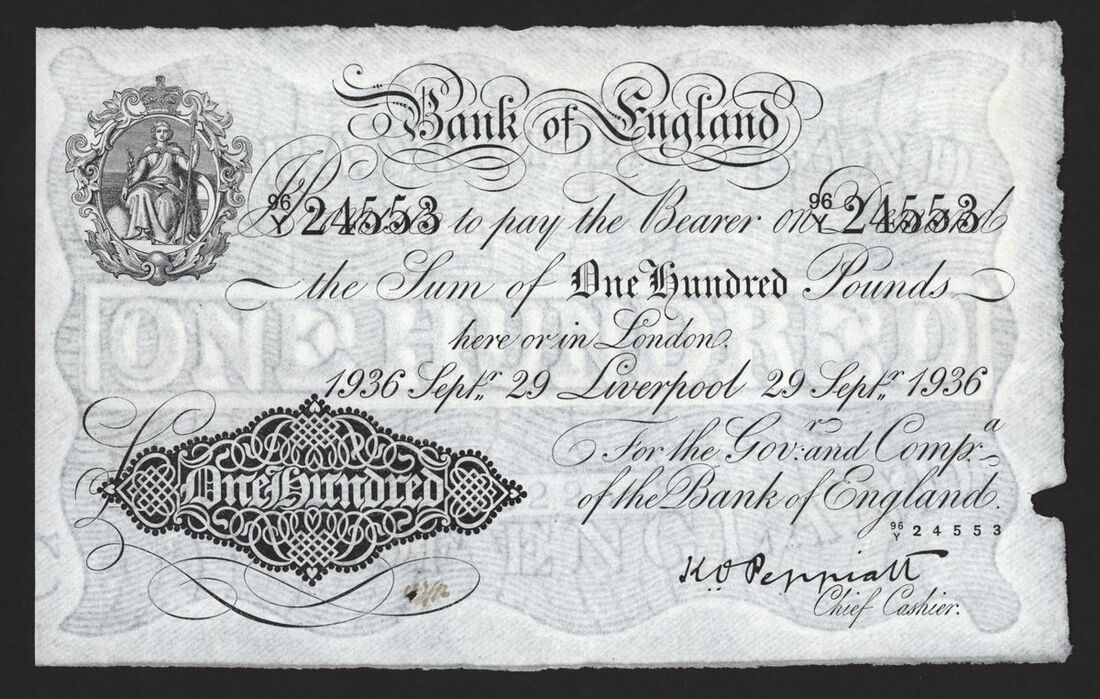 Bank of England
96/Y 24553 to pay the Bearer on 96/Y 24553
the Sum of One Hundred Pounds
here or in London.
1936 Septr. 29 Liverpool 29 Septr. 1936
For the Govr: and Compa:
of the Bank of England.
96/Y 24553
K O Peppiatt
Chief Cashier.
£ One Hundred
ONE HUNDRED